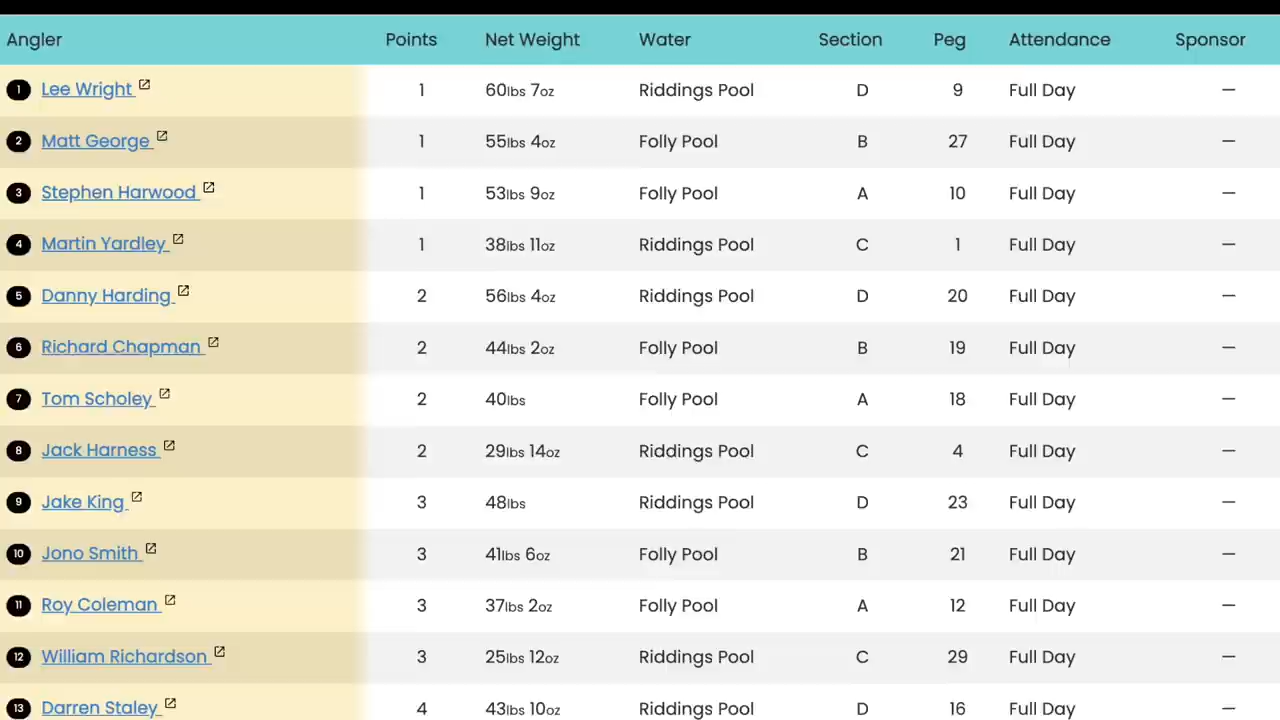 Angler Points Net Weight Water Section Peg Attendance Sponsor
1 Lee Wright 1 60lbs 7oz Riddings Pool D 9 Full Day —
2 Matt George 1 55lbs 4oz Folly Pool B 27 Full Day —
3 Stephen Harwood 1 53lbs 9oz Folly Pool A 10 Full Day —
4 Martin Yardley 1 38lbs 11oz Riddings Pool C 1 Full Day —
5 Danny Harding 2 56lbs 4oz Riddings Pool D 20 Full Day —
6 Richard Chapman 2 44lbs 2oz Folly Pool B 19 Full Day —
7 Tom Scholey 2 40lbs Folly Pool A 18 Full Day —
8 Jack Harness 2 29lbs 14oz Riddings Pool C 4 Full Day —
9 Jake King 3 48lbs Riddings Pool D 23 Full Day —
10 Jono Smith 3 41lbs 6oz Folly Pool B 21 Full Day —
11 Roy Coleman 3 37lbs 2oz Folly Pool A 12 Full Day —
12 William Richardson 3 25lbs 12oz Riddings Pool C 29 Full Day —
13 Darren Staley 4 43lbs 10oz Riddings Pool D 16 Full Day —